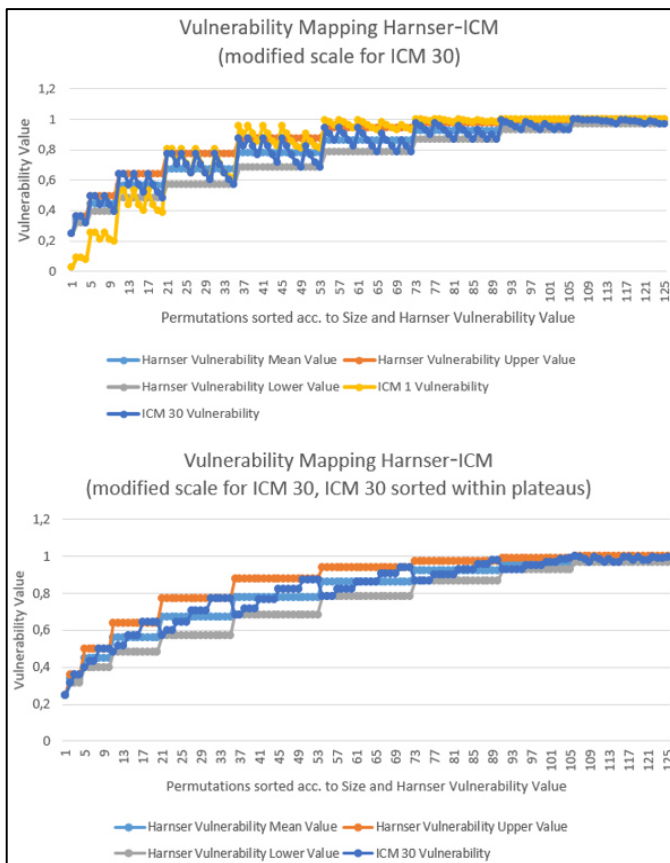 Vulnerability Mapping Harnser-ICM
(modified scale for ICM 30)
Vulnerability Value
1,2
1
0,8
0,6
0,4
0,2
0
1 5 9 13 17 21 25 29 33 37 41 45 49 53 57 61 65 69 73 77 81 85 89 93 97 101 105 109 113 117 121 125
Permutations sorted acc. to Size and Harnser Vulnerability Value
Harnser Vulnerability Mean Value Harnser Vulnerability Upper Value
Harnser Vulnerability Lower Value ICM 1 Vulnerability
ICM 30 Vulnerability
Vulnerability Mapping Harnser-ICM
(modified scale for ICM 30, ICM 30 sorted within plateaus)
Vulnerability Value
1,2
1
0,8
0,6
0,4
0,2
0
1 5 9 13 17 21 25 29 33 37 41 45 49 53 57 61 65 69 73 77 81 85 89 93 97 101 105 109 113 117 121 125
Permutations sorted acc. to Size and Harnser Vulnerability Value
Harnser Vulnerability Mean Value Harnser Vulnerability Upper Value
Harnser Vulnerability Lower Value ICM 30 Vulnerability